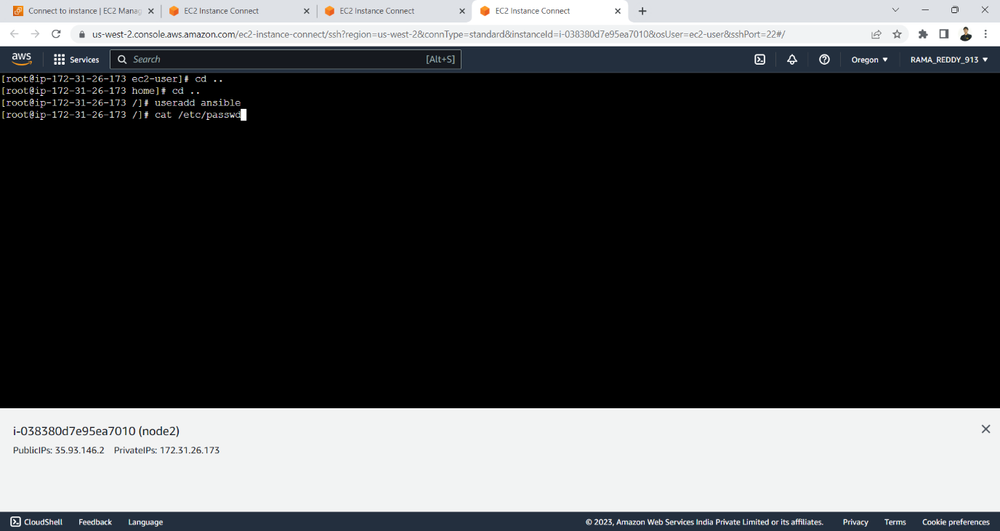 Connect to instance | EC2 Manag
EC2 Instance Connect
EC2 Instance Connect
EC2 Instance Connect
us-west-2.console.aws.amazon.com/ec2-instance-connect/ssh?region=us-west-2&connType=standard&instanceId=i-038380d7e95ea7010&osUser=ec2-user&sshPort=22#/
aws Services Search [Alt+S] Oregon RAMA_REDDY_913
[root@ip-172-31-26-173 ec2-user]# cd ..
[root@ip-172-31-26-173 home]# cd ..
[root@ip-172-31-26-173 /]# useradd ansible
[root@ip-172-31-26-173 /]# cat /etc/passwd
i-038380d7e95ea7010 (node2)
PublicIPs: 35.93.146.2 PrivateIPs: 172.31.26.173
CloudShell Feedback Language © 2023, Amazon Web Services India Private Limited or its affiliates. Privacy Terms Cookie preferences